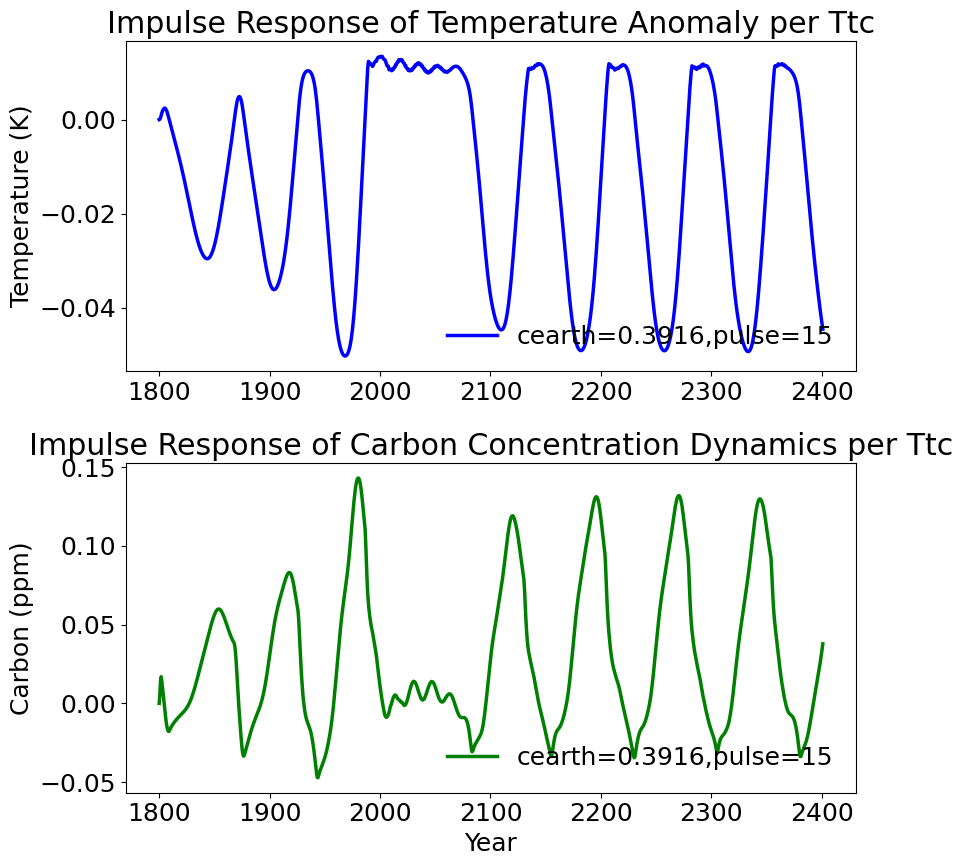 Impulse Response of Temperature Anomaly per Ttc
Temperature (K)
0.00
−0.02
−0.04
cearth=0.3916,pulse=15
1800 1900 2000 2100 2200 2300 2400
Impulse Response of Carbon Concentration Dynamics per Ttc
Carbon (ppm)
0.15
0.10
0.05
0.00
−0.05
cearth=0.3916,pulse=15
1800 1900 2000 2100 2200 2300 2400
Year